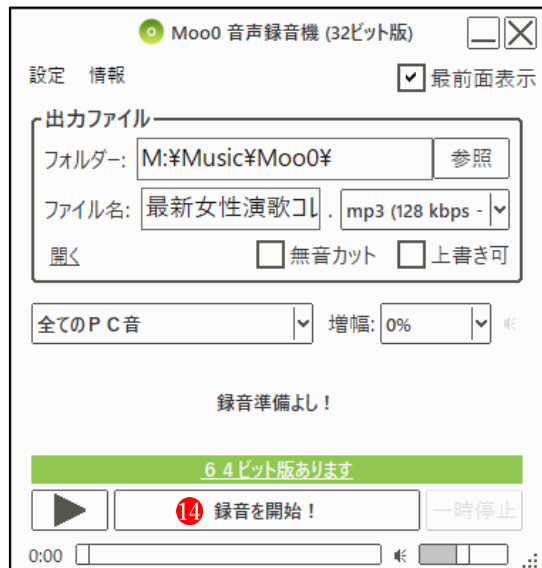 Moo0 音声録音機 (32ビット版)
設定 情報 最前面表示
出力ファイル
フォルダー: M:¥Music¥Moo0¥ 参照
ファイル名: 最新女性演歌コレ . mp3 (128 kbps -
開く 無音カット 上書き可
全てのPC音 増幅: 0%
録音準備よし！
64ビット版あります
14 録音を開始！ 一時停止
0:00